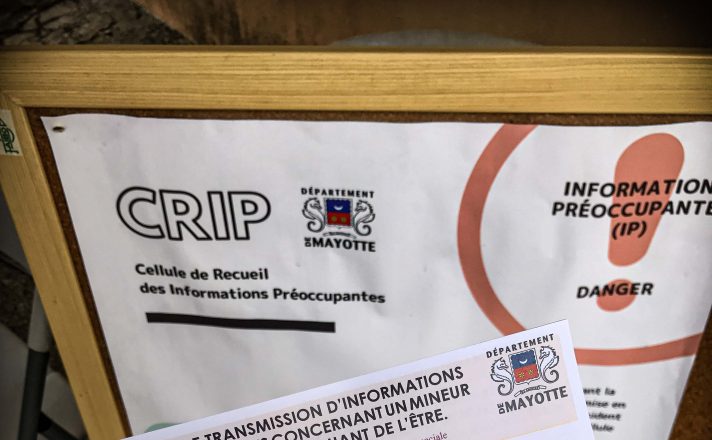 CRIP
DÉPARTEMENT
DE MAYOTTE
Cellule de Recueil
des Informations Préoccupantes
INFORMATION
PRÉOCCUPANTE
(IP)
DANGER
DÉPARTEMENT
DE MAYOTTE
TRANSMISSION D'INFORMATIONS
CONCERNANT UN MINEUR
DE L'ÊTRE.